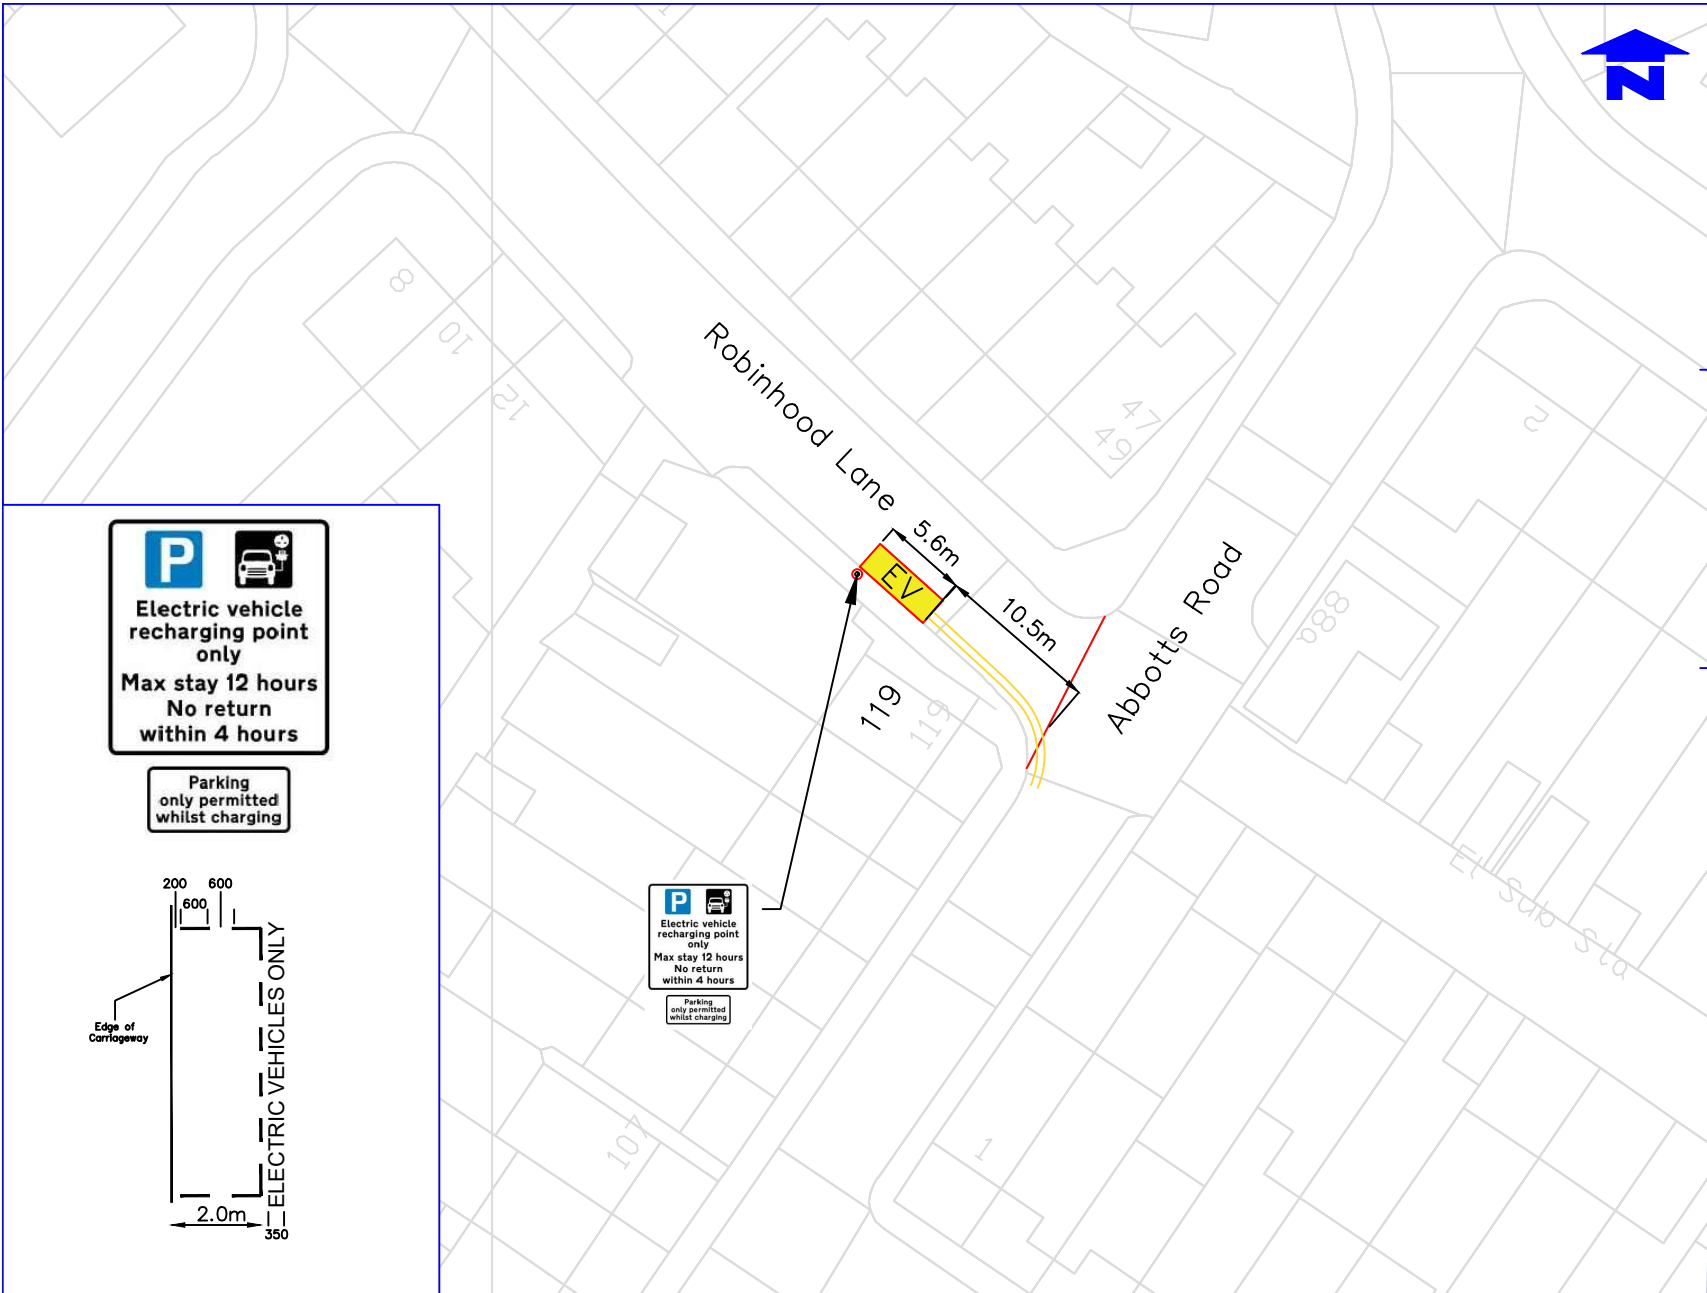 N
8
10
12
Robinhood Lane
47
49
2
5.6m
EV
10.5m
Abbotts Road
88a
119
119
El Sub Sta
107
1
P
Electric vehicle
recharging point
only
Max stay 12 hours
No return
within 4 hours
Parking
only permitted
whilst charging
200
600
600
Edge of
Carriageway
ELECTRIC VEHICLES ONLY
2.0m
350
P
Electric vehicle
recharging point
only
Max stay 12 hours
No return
within 4 hours
Parking
only permitted
whilst charging